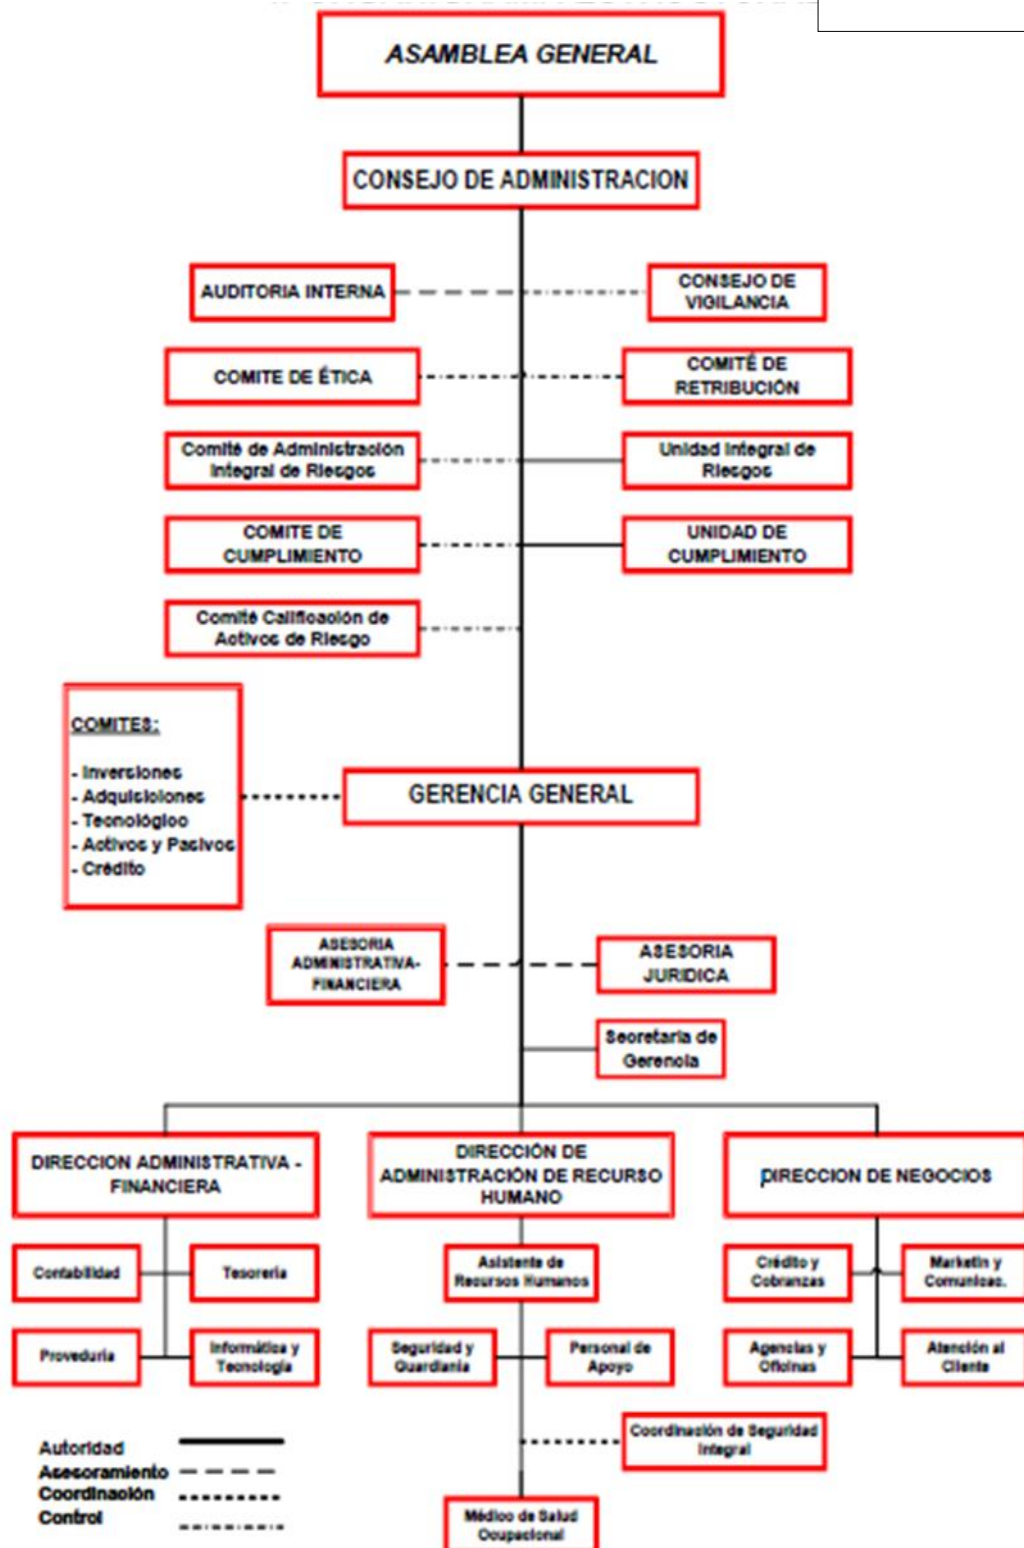 ASAMBLEA GENERAL
CONSEJO DE ADMINISTRACION
AUDITORIA INTERNA
CONSEJO DE
VIGILANCIA
COMITE DE ÉTICA
COMITÉ DE
RETRIBUCIÓN
Comité de Administración
Integral de Riesgos
Unidad Integral de
Riesgos
COMITE DE
CUMPLIMIENTO
UNIDAD DE
CUMPLIMIENTO
Comité Calificación de
Activos de Riesgo
COMITES:
- Inversiones
- Adquisiciones
- Tecnológico
- Activos y Pasivos
- Crédito
GERENCIA GENERAL
ASESORIA
ADMINISTRATIVA-
FINANCIERA
ASESORIA
JURIDICA
Secretaria de
Gerencia
DIRECCION ADMINISTRATIVA -
FINANCIERA
DIRECCIÓN DE
ADMINISTRACIÓN DE RECURSO
HUMANO
DIRECCION DE NEGOCIOS
Contabilidad
Tesorería
Asistente de
Recursos Humanos
Crédito y
Cobranzas
Marketin y
Comunicac.
Proveduria
Informática y
Tecnología
Seguridad y
Guardiania
Personal de
Apoyo
Agencias y
Oficinas
Atención al
Cliente
Coordinación de Seguridad
Integral
Médico de Salud
Ocupacional
Autoridad
Asesoramiento
Coordinación
Control